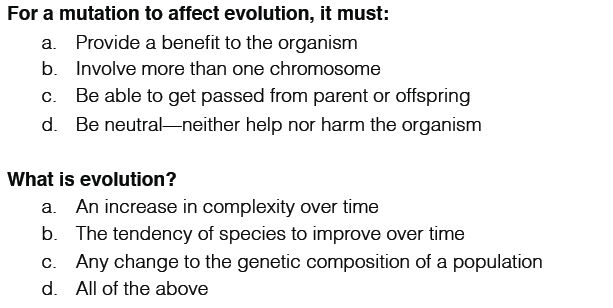 For a mutation to affect evolution, it must:
a. Provide a benefit to the organism
b. Involve more than one chromosome
c. Be able to get passed from parent or offspring
d. Be neutral—neither help nor harm the organism
What is evolution?
a. An increase in complexity over time
b. The tendency of species to improve over time
c. Any change to the genetic composition of a population
d. All of the above